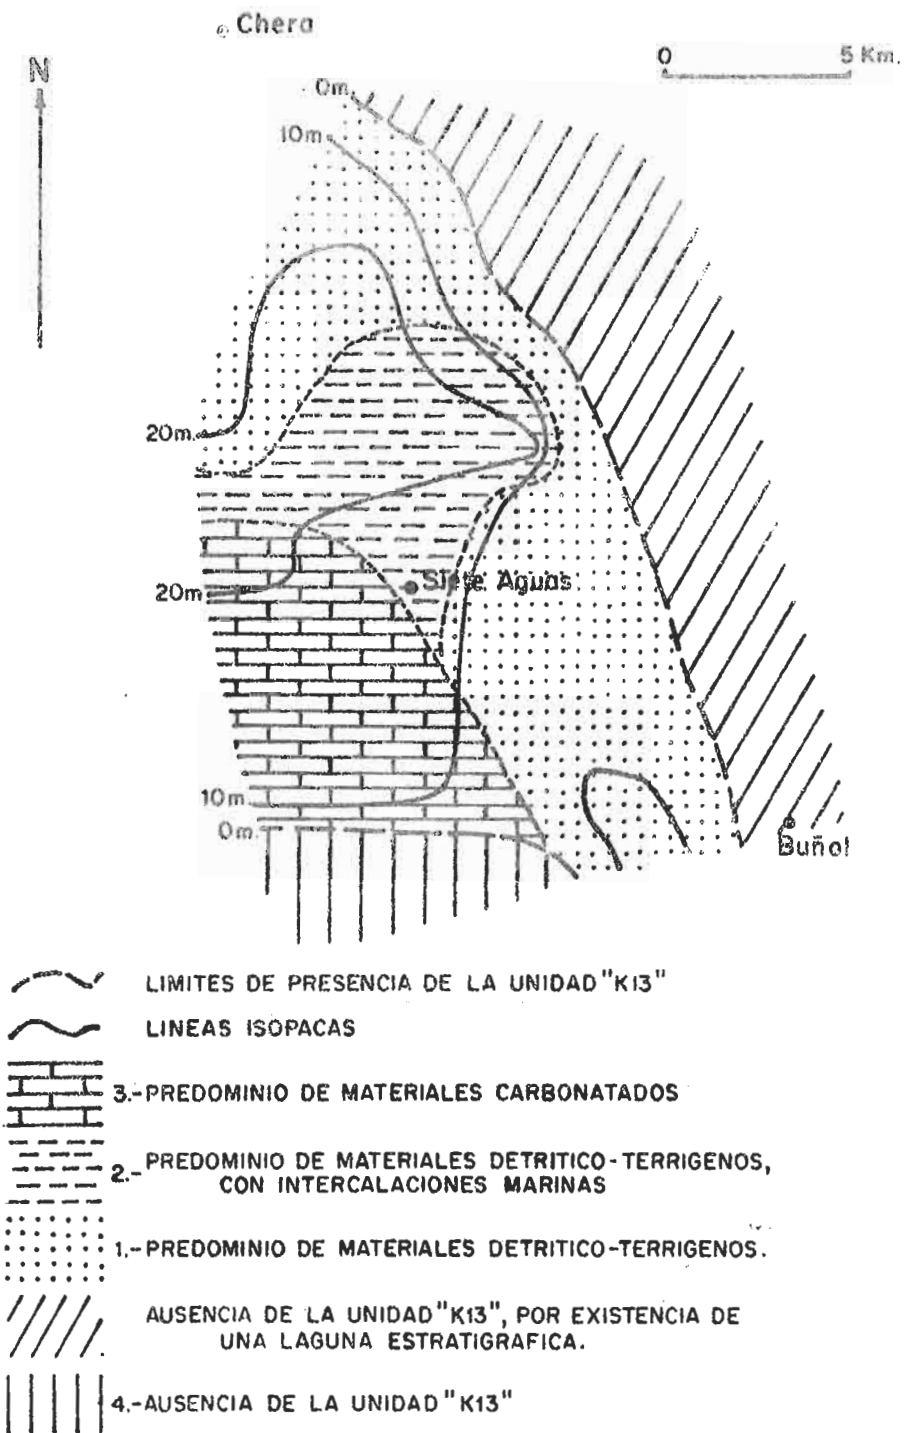 Chera
N
0 5 Km.
0m.
10m.
20m.
20m
Siete Aguas
10m.
0m.
Buñol
LIMITES DE PRESENCIA DE LA UNIDAD "K13"
LINEAS ISOPACAS
3.-PREDOMINIO DE MATERIALES CARBONATADOS
2.-PREDOMINIO DE MATERIALES DETRITICO-TERRIGENOS,
CON INTERCALACIONES MARINAS
1.-PREDOMINIO DE MATERIALES DETRITICO-TERRIGENOS.
AUSENCIA DE LA UNIDAD "K13", POR EXISTENCIA DE
UNA LAGUNA ESTRATIGRAFICA.
4.-AUSENCIA DE LA UNIDAD "K13"